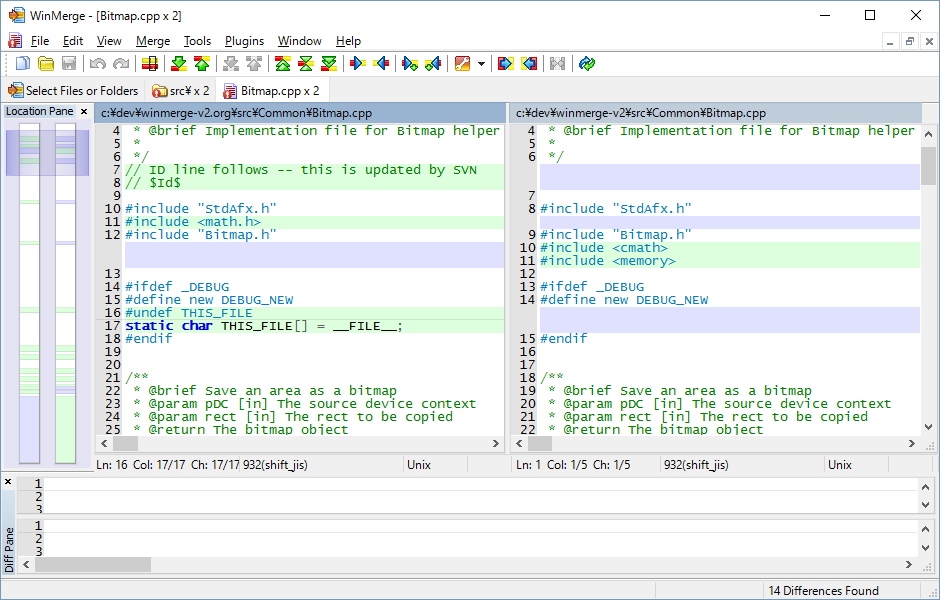 WinMerge - [Bitmap.cpp x 2]
File Edit View Merge Tools Plugins Window Help
Select Files or Folders src¥ x 2 Bitmap.cpp x 2
Location Pane
c:¥dev¥winmerge-v2.org¥src¥Common¥Bitmap.cpp
4 * @brief Implementation file for Bitmap helper
5 *
6 */
7 // ID line follows -- this is updated by SVN
8 // $Id$
9
10 #include "StdAfx.h"
11 #include <math.h>
12 #include "Bitmap.h"
13
14 #ifdef _DEBUG
15 #define new DEBUG_NEW
16 #undef THIS_FILE
17 static char THIS_FILE[] = __FILE__;
18 #endif
19
20
21 /**
22 * @brief Save an area as a bitmap
23 * @param pDC [in] The source device context
24 * @param rect [in] The rect to be copied
25 * @return The bitmap object
Ln: 16 Col: 17/17 Ch: 17/17 932(shift_jis) Unix
c:¥dev¥winmerge-v2¥src¥Common¥Bitmap.cpp
4 * @brief Implementation file for Bitmap helper
5 *
6 */
7
8 #include "StdAfx.h"
9 #include "Bitmap.h"
10 #include <cmath>
11 #include <memory>
12
13 #ifdef _DEBUG
14 #define new DEBUG_NEW
15 #endif
16
17
18 /**
19 * @brief Save an area as a bitmap
20 * @param pDC [in] The source device context
21 * @param rect [in] The rect to be copied
22 * @return The bitmap object
Ln: 1 Col: 1/5 Ch: 1/5 932(shift_jis) Unix
Diff Pane
1
2
3
1
2
3
14 Differences Found